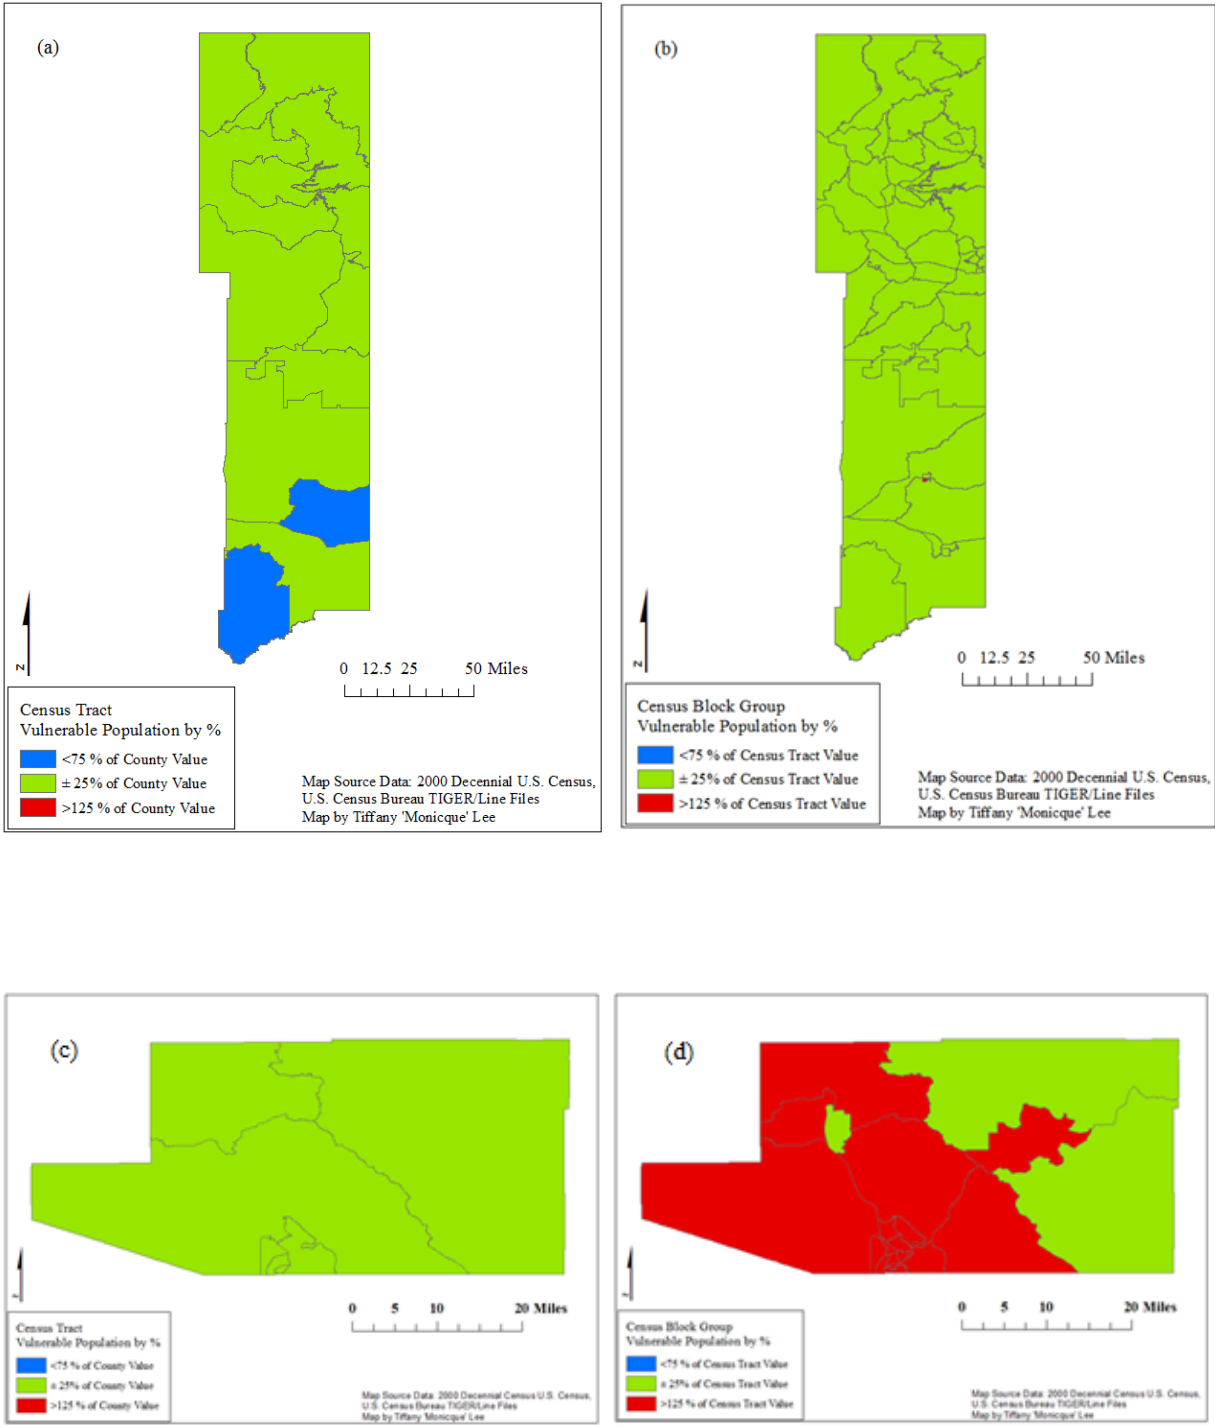 (a)
N
0 12.5 25 50 Miles
Census Tract
Vulnerable Population by %
<75 % of County Value
± 25% of County Value
>125 % of County Value
Map Source Data: 2000 Decennial U.S. Census,
U.S. Census Bureau TIGER/Line Files
Map by Tiffany 'Monicque' Lee
(b)
N
0 12.5 25 50 Miles
Census Block Group
Vulnerable Population by %
<75 % of Census Tract Value
± 25% of Census Tract Value
>125 % of Census Tract Value
Map Source Data: 2000 Decennial U.S. Census,
U.S. Census Bureau TIGER/Line Files
Map by Tiffany 'Monicque' Lee
(c)
N
0 5 10 20 Miles
Census Tract
Vulnerable Population by %
<75 % of County Value
± 25% of County Value
>125 % of County Value
Map Source Data: 2000 Decennial Census U.S. Census,
U.S. Census Bureau TIGER/Line Files
Map by Tiffany 'Monicque' Lee
(d)
N
0 5 10 20 Miles
Census Block Group
Vulnerable Population by %
<75 % of Census Tract Value
± 25% of Census Tract Value
>125 % of Census Tract Value
Map Source Data: 2000 Decennial Census U.S. Census,
U.S. Census Bureau TIGER/Line Files
Map by Tiffany 'Monicque' Lee